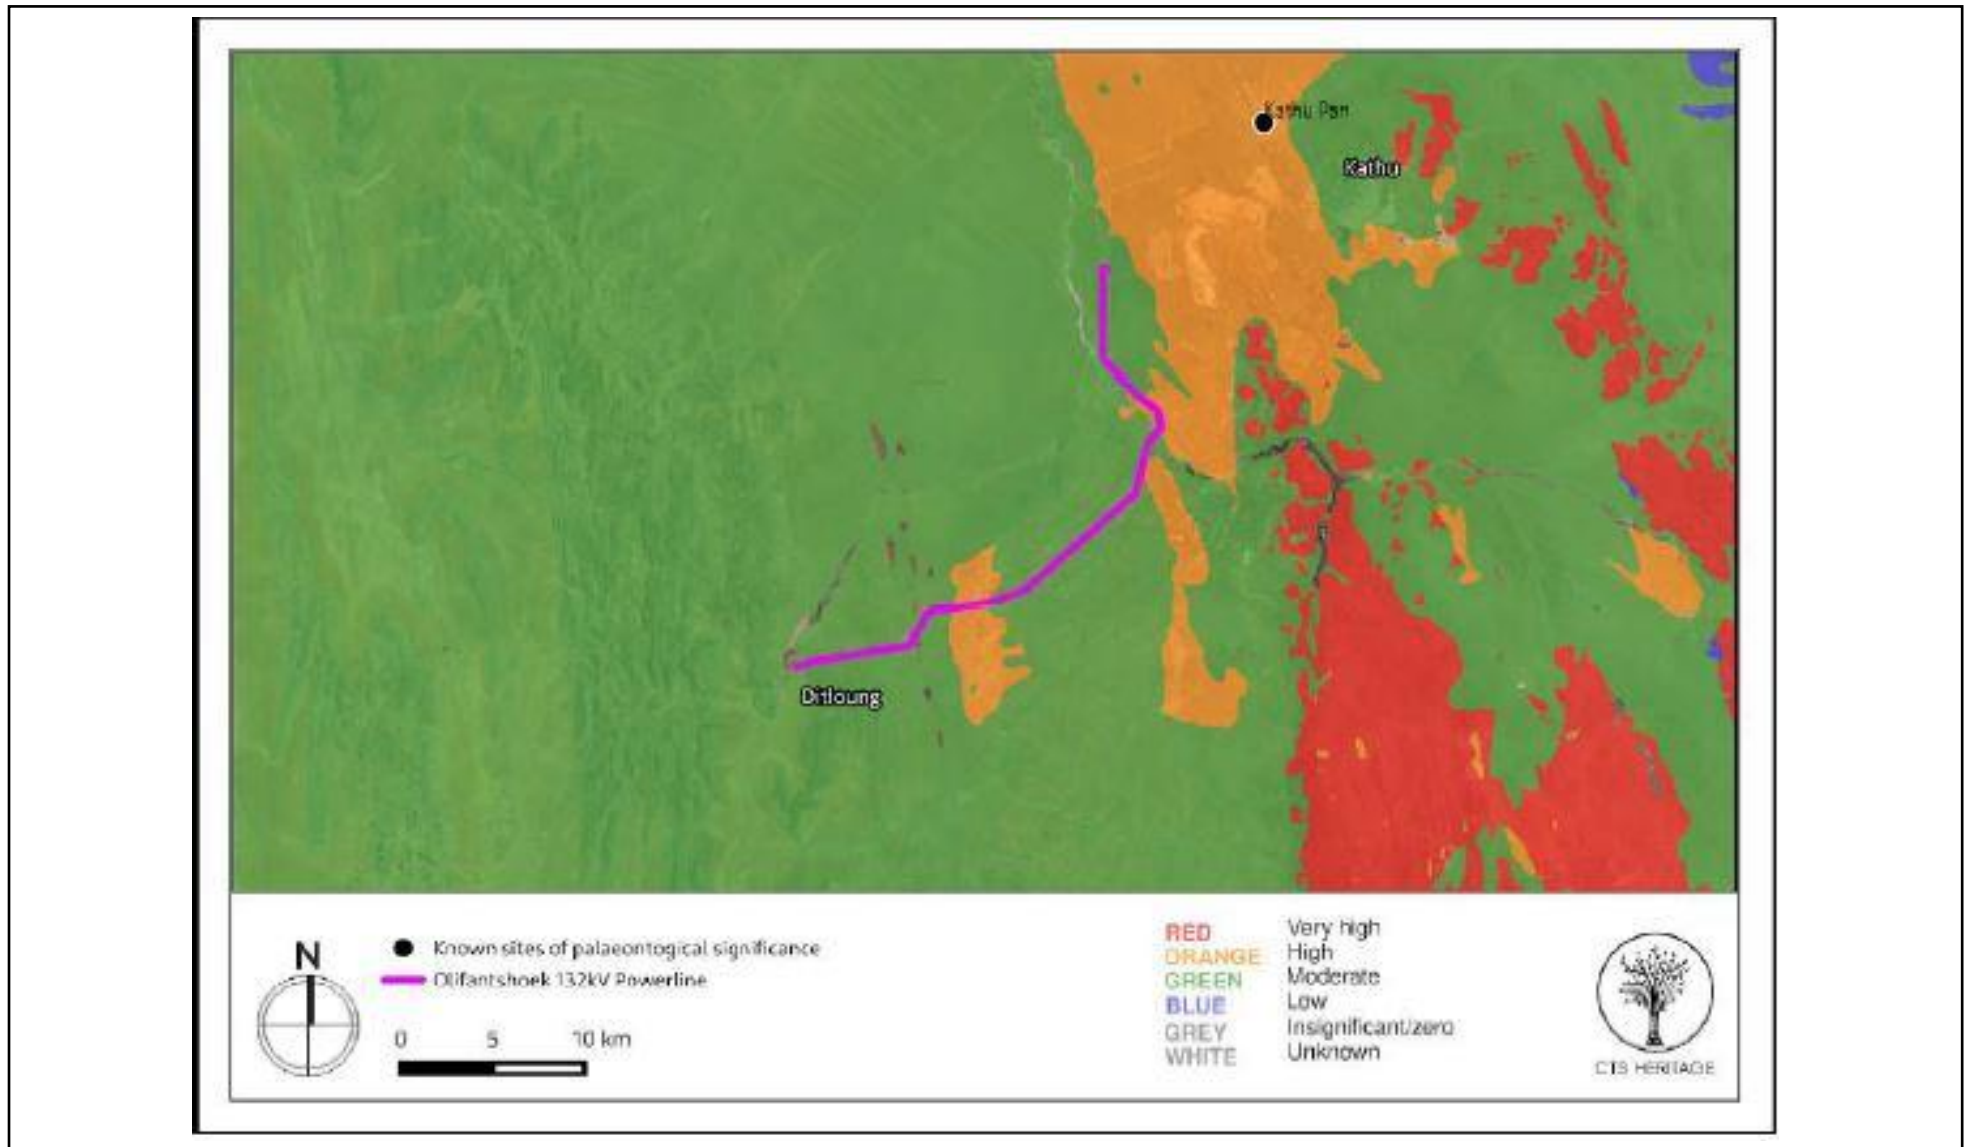 Kathu Pan
Kathu
Ditloung
N
Known sites of palaeontogical significance
Olifantshoek 132kV Powerline
0 5 10 km
RED Very high
ORANGE High
GREEN Moderate
BLUE Low
GREY Insignificant/zero
WHITE Unknown
CTS HERITAGE